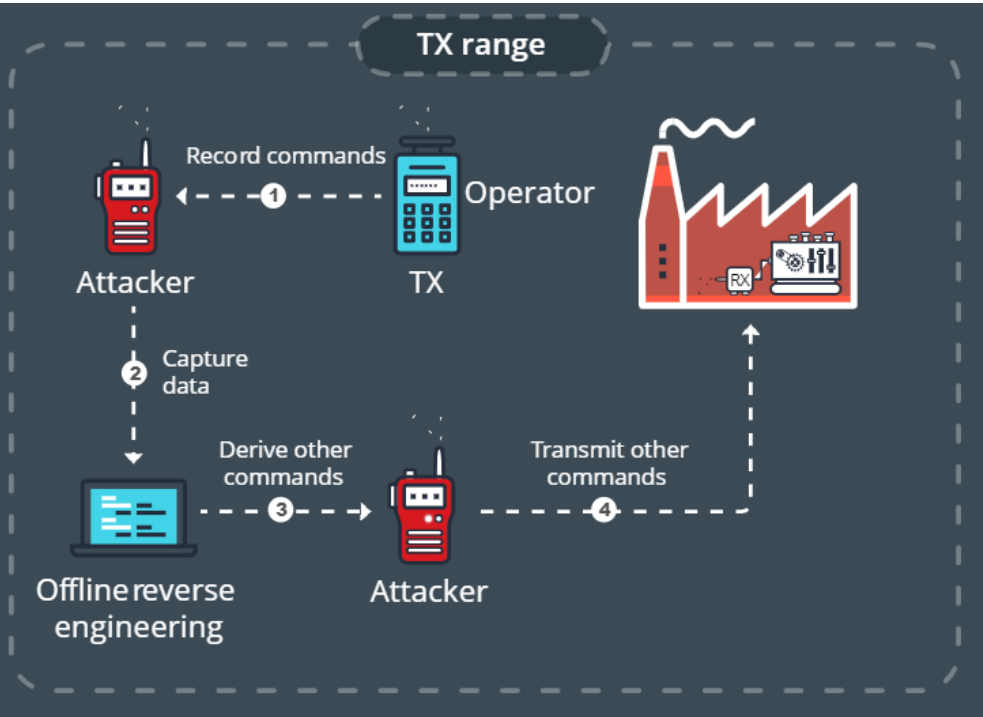 TX range
Record commands
1
Operator
Attacker
TX
RX
2
Capture
data
Derive other
commands
3
Transmit other
commands
4
Attacker
Offline reverse
engineering